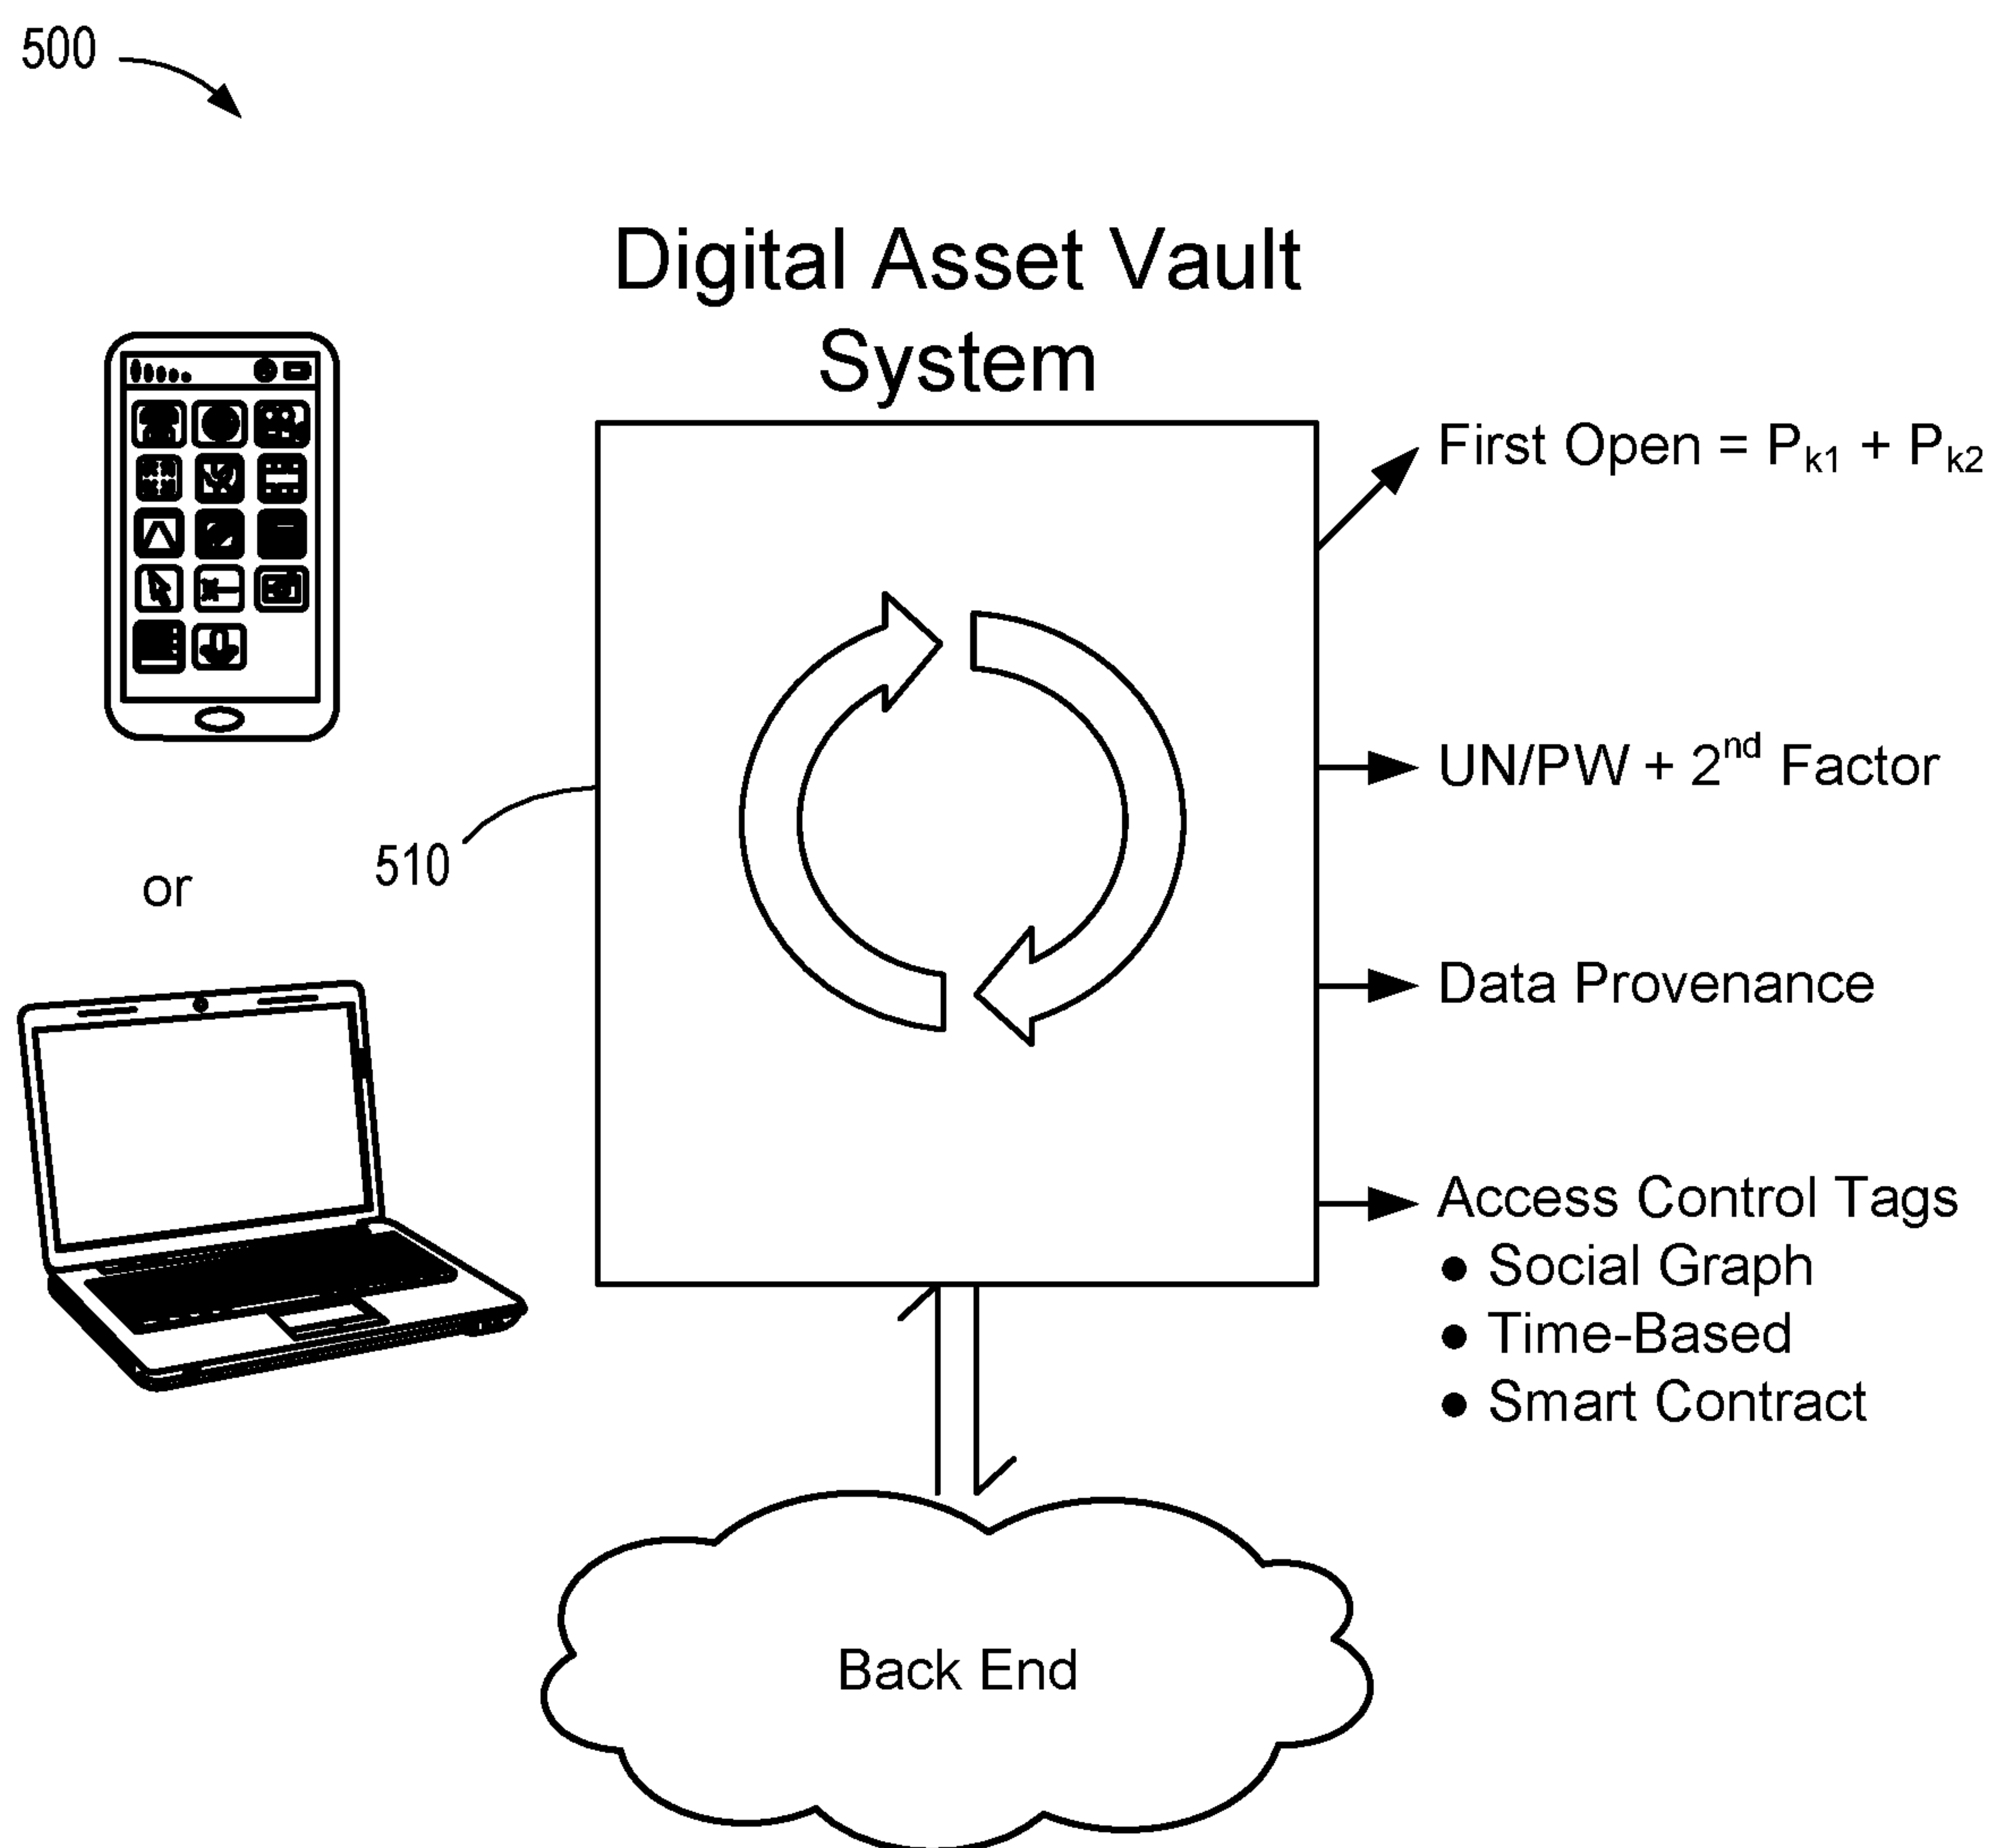 500
Digital Asset Vault
System
First Open = Pk1 + Pk2
UN/PW + 2nd Factor
510
or
Data Provenance
Access Control Tags
● Social Graph
● Time-Based
● Smart Contract
Back End